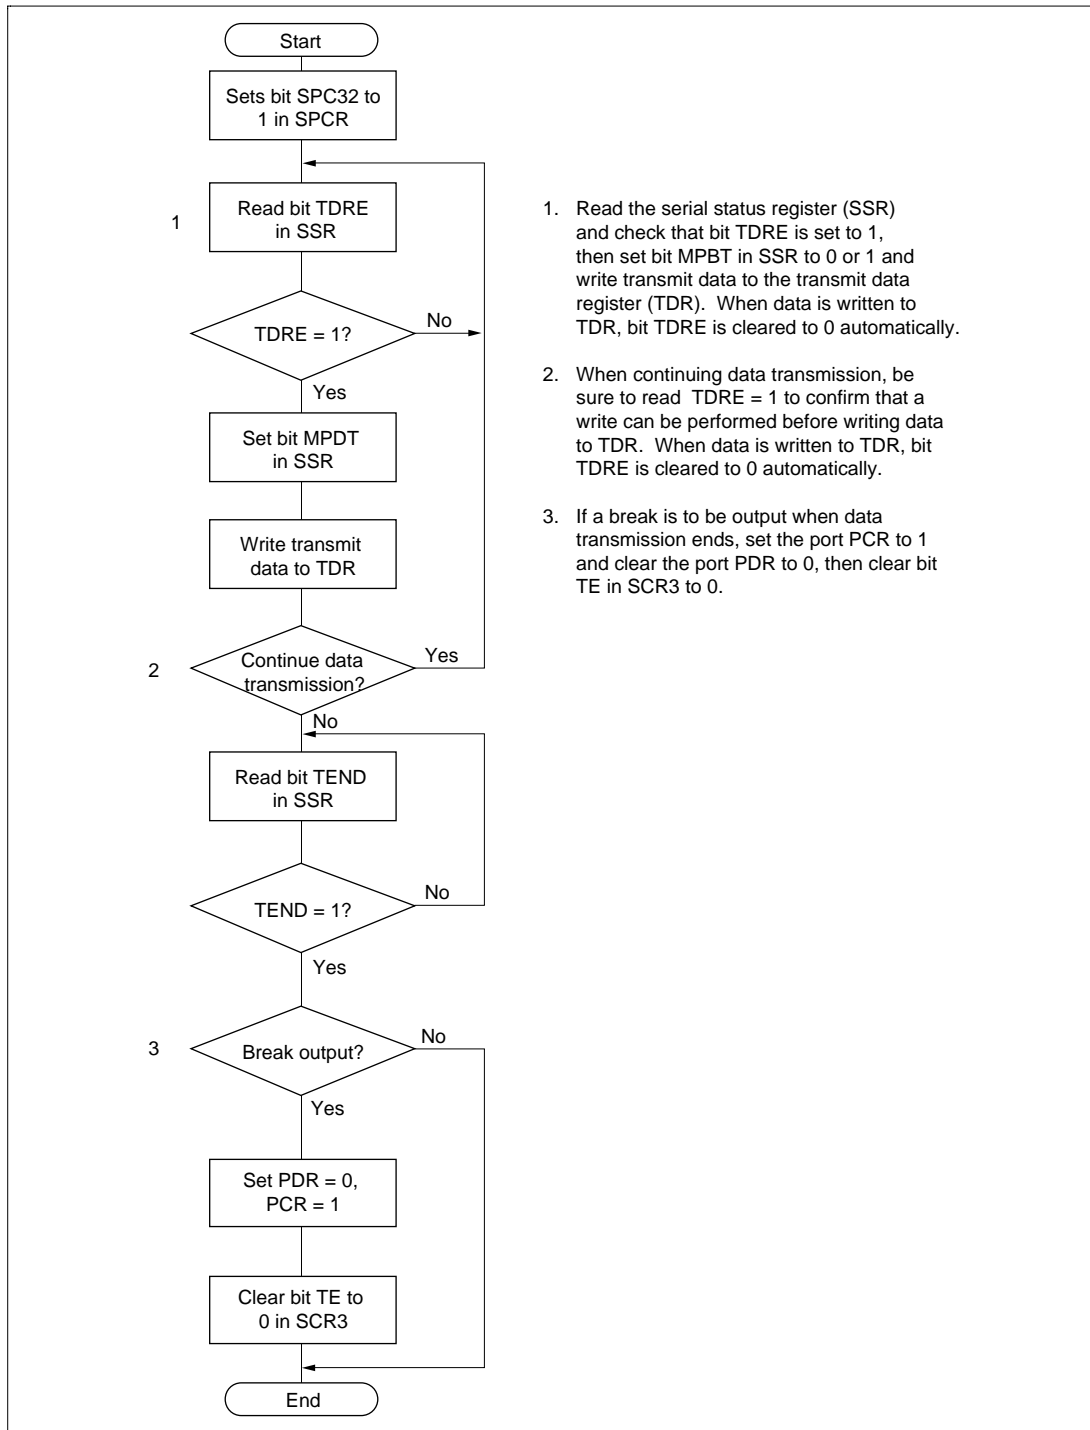 Start
Sets bit SPC32 to
1 in SPCR
1
Read bit TDRE
in SSR
TDRE = 1?
No
Yes
Set bit MPDT
in SSR
Write transmit
data to TDR
2
Continue data
transmission?
Yes
No
Read bit TEND
in SSR
TEND = 1?
No
Yes
3
Break output?
No
Yes
Set PDR = 0,
PCR = 1
Clear bit TE to
0 in SCR3
End
1. Read the serial status register (SSR)
and check that bit TDRE is set to 1,
then set bit MPBT in SSR to 0 or 1 and
write transmit data to the transmit data
register (TDR). When data is written to
TDR, bit TDRE is cleared to 0 automatically.
2. When continuing data transmission, be
sure to read TDRE = 1 to confirm that a
write can be performed before writing data
to TDR. When data is written to TDR, bit
TDRE is cleared to 0 automatically.
3. If a break is to be output when data
transmission ends, set the port PCR to 1
and clear the port PDR to 0, then clear bit
TE in SCR3 to 0.